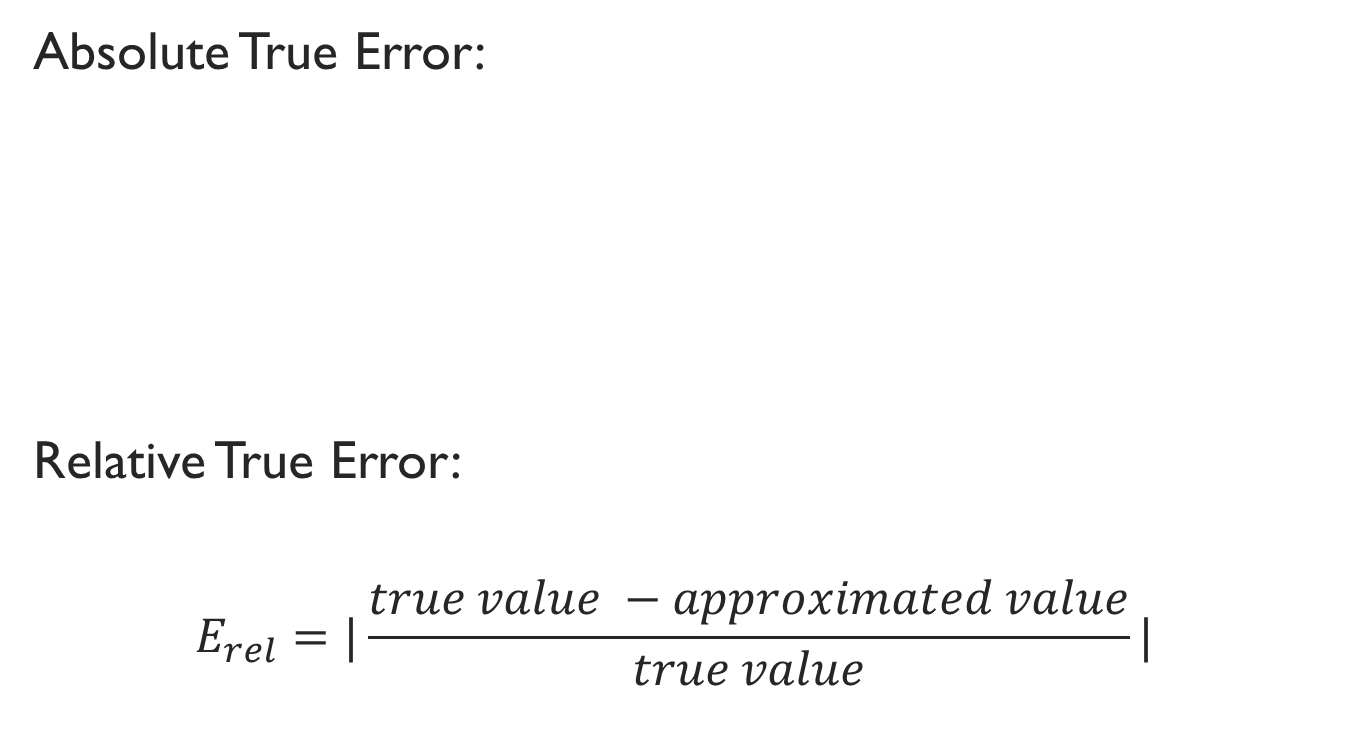 Absolute True Error:
Relative True Error:
E_rel = | (true value − approximated value) / (true value) |